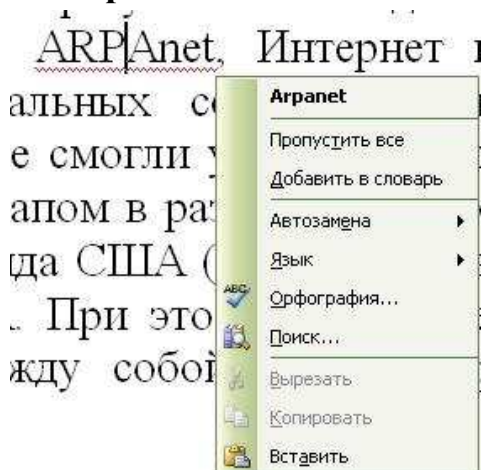 ARPAnet, Интернет
Arpanet
альных
Пропустить все
е смогли
Добавить в словарь
апом в раз
Автозамена
да США (
Язык
Орфография...
При это
Поиск...
жду собой
Вырезать
Копировать
Вставить